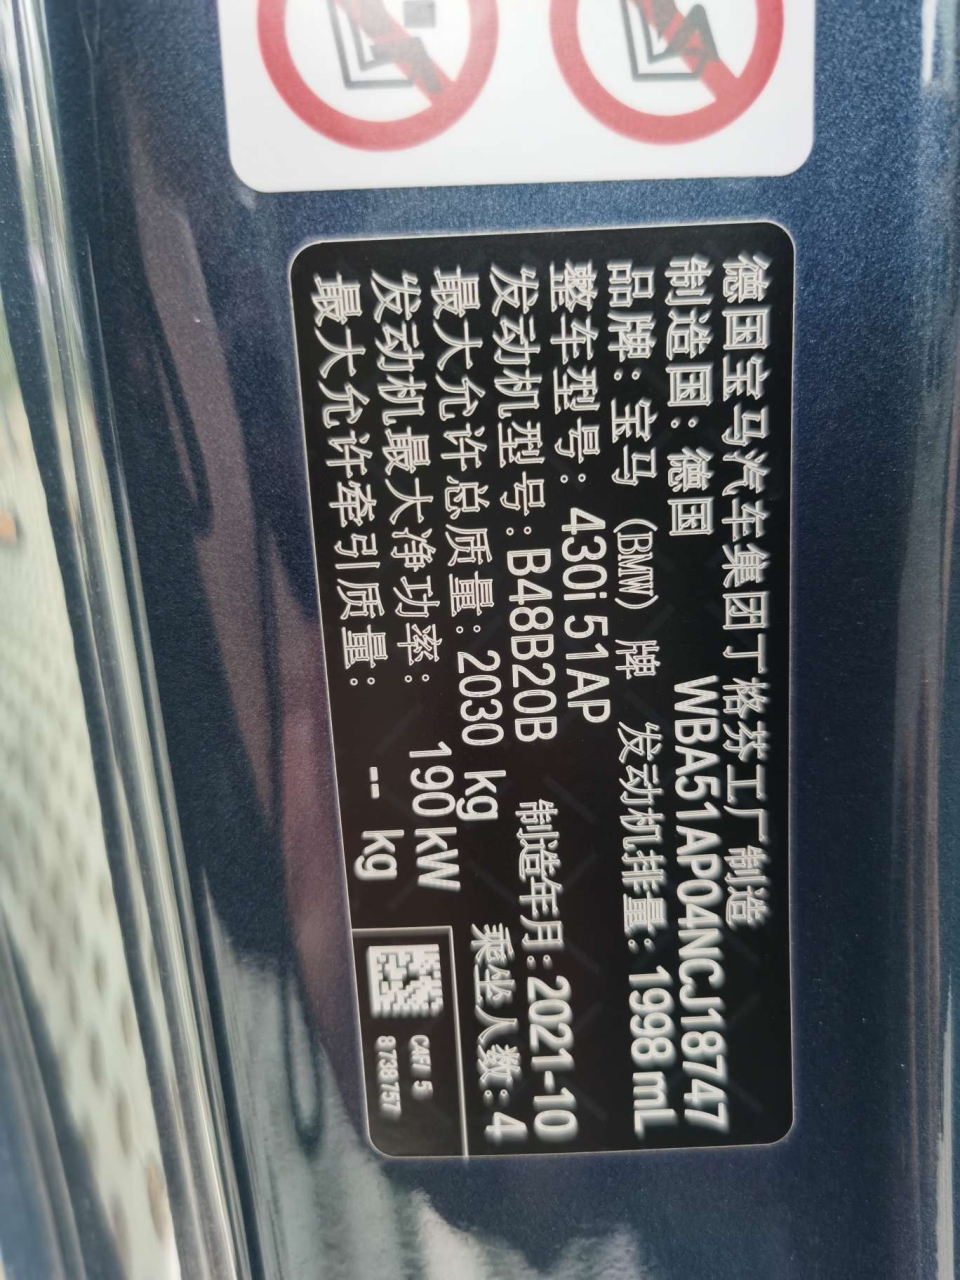 德国宝马汽车集团丁格芬工厂制造
制造国：德国 WBA51AP04NCJ18747
品牌：宝马（BMW）牌 发动机排量：1998 mL
整车型号：430i 51AP
发动机型号：B48B20B 制造年月：2021-10
最大允许总质量：2030 kg 乘坐人数：4
发动机最大净功率：190 kW
最大允许牵引质量：-- kg
CAFI 5
8738757